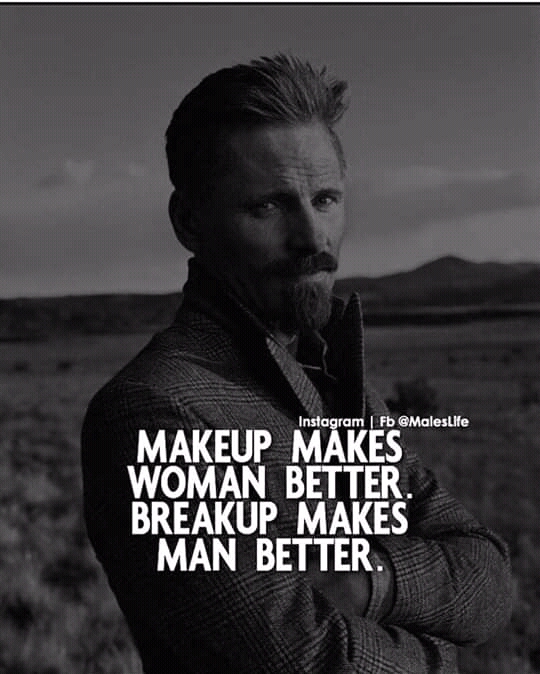 Instagram | Fb @MalesLife
MAKEUP MAKES
WOMAN BETTER.
BREAKUP MAKES
MAN BETTER.